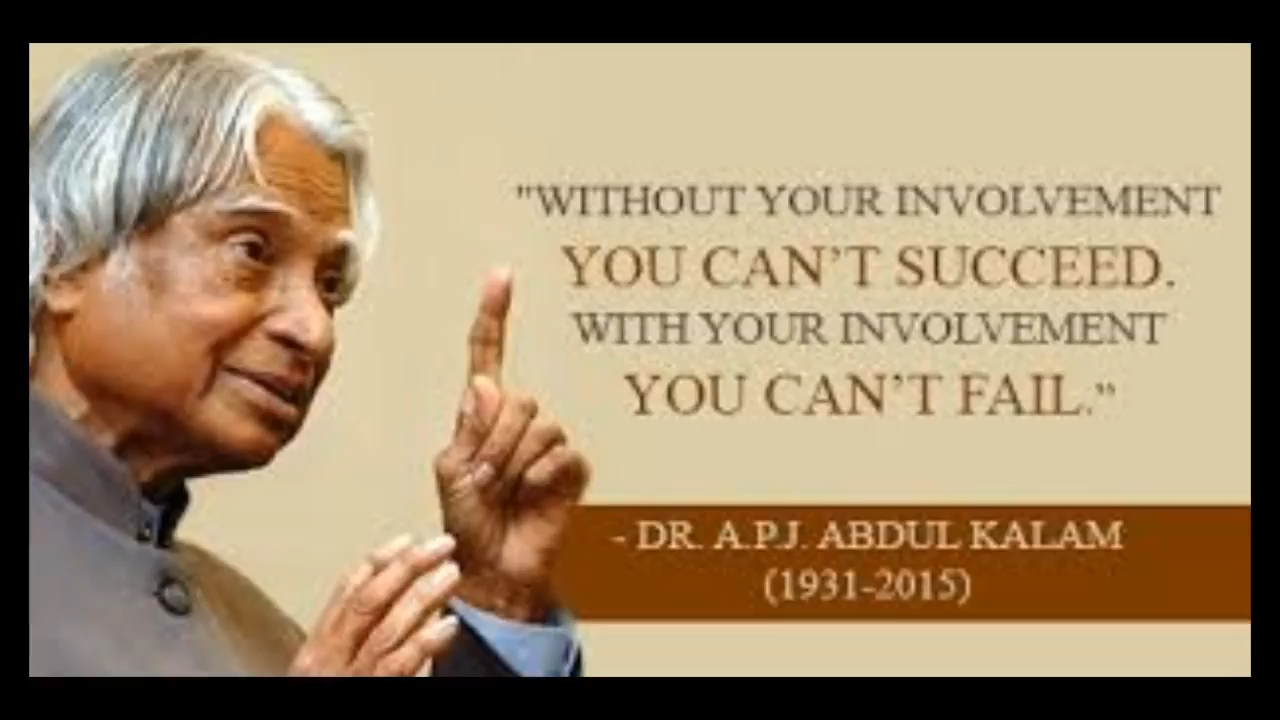 "WITHOUT YOUR INVOLVEMENT
YOU CAN'T SUCCEED.
WITH YOUR INVOLVEMENT
YOU CAN'T FAIL."
- DR. A.P.J. ABDUL KALAM
(1931-2015)